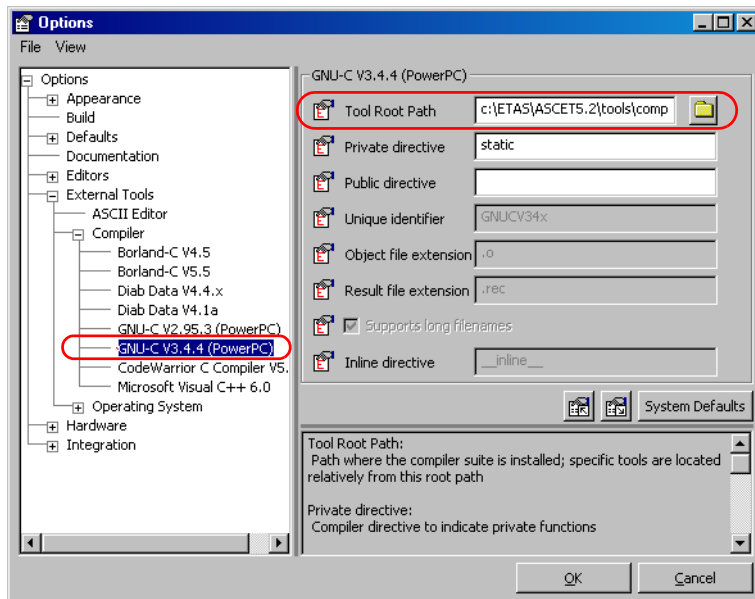 Options
File View
Options
Appearance
Build
Defaults
Documentation
Editors
External Tools
ASCII Editor
Compiler
Borland-C V4.5
Borland-C V5.5
Diab Data V4.4.x
Diab Data V4.1a
GNU-C V2.95.3 (PowerPC)
GNU-C V3.4.4 (PowerPC)
CodeWarrior C Compiler V5.
Microsoft Visual C++ 6.0
Operating System
Hardware
Integration
GNU-C V3.4.4 (PowerPC)
Tool Root Path c:\ETAS\ASCET5.2\tools\comp
Private directive static
Public directive
Unique identifier GNUCV34x
Object file extension .o
Result file extension .rec
Supports long filenames
Inline directive __inline__
System Defaults
Tool Root Path:
Path where the compiler suite is installed; specific tools are located
relatively from this root path
Private directive:
Compiler directive to indicate private functions
OK Cancel